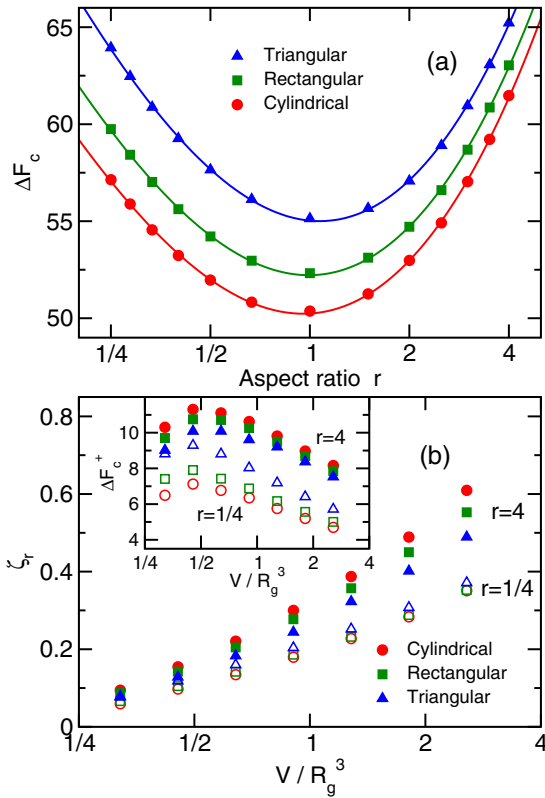 65
60
55
50
ΔF_c
Triangular
Rectangular
Cylindrical
(a)
1/4 1/2 1 2 4
Aspect ratio r
0.8
0.6
0.4
0.2
0
ζ_r
10
8
6
4
ΔF_c^+
r=4
r=1/4
1/4 1/2 1 2 4
V / R_g^3
(b)
r=4
r=1/4
Cylindrical
Rectangular
Triangular
1/4 1/2 1 2 4
V / R_g^3